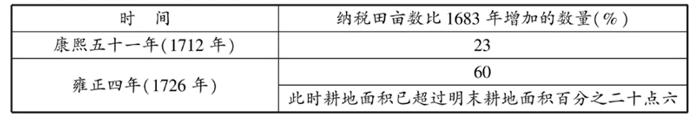 时 间 纳税田亩数比1683年增加的数量(%)
康熙五十一年(1712年) 23
雍正四年(1726年) 60
此时耕地面积已超过明末耕地面积百分之二十点六